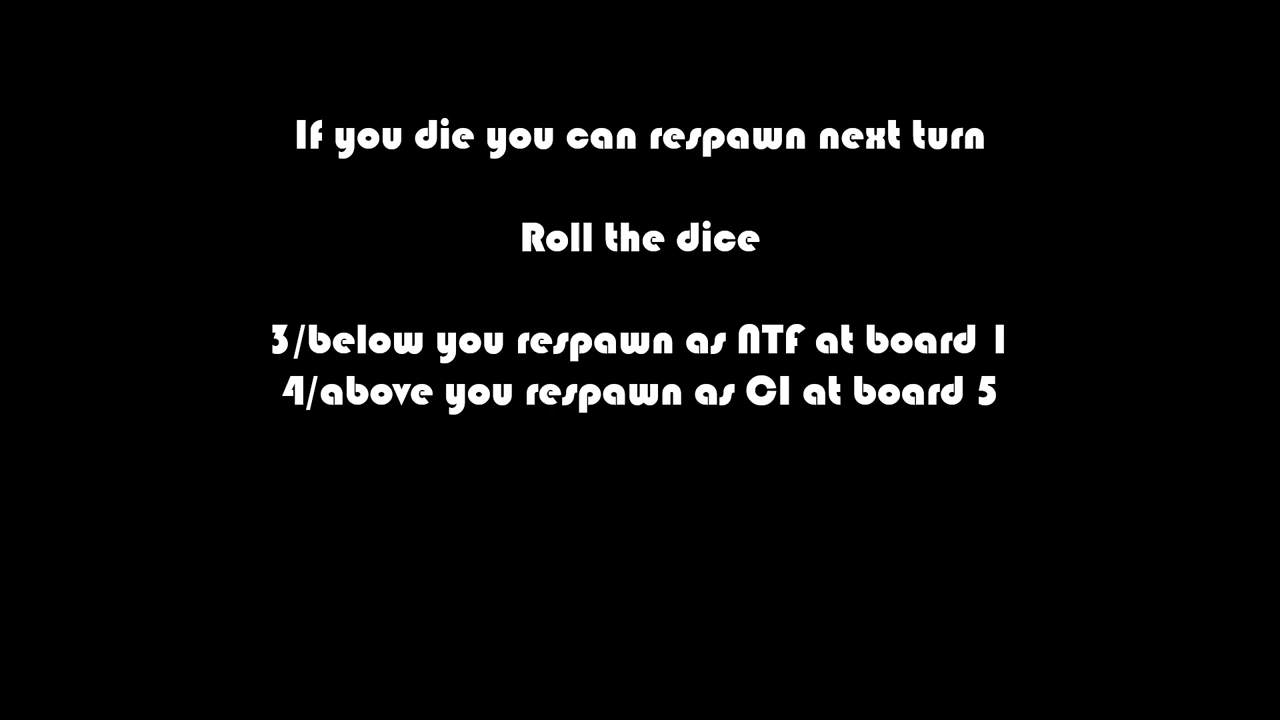 If you die you can respawn next turn
Roll the dice
3/below you respawn as NTF at board 1
4/above you respawn as CI at board 5